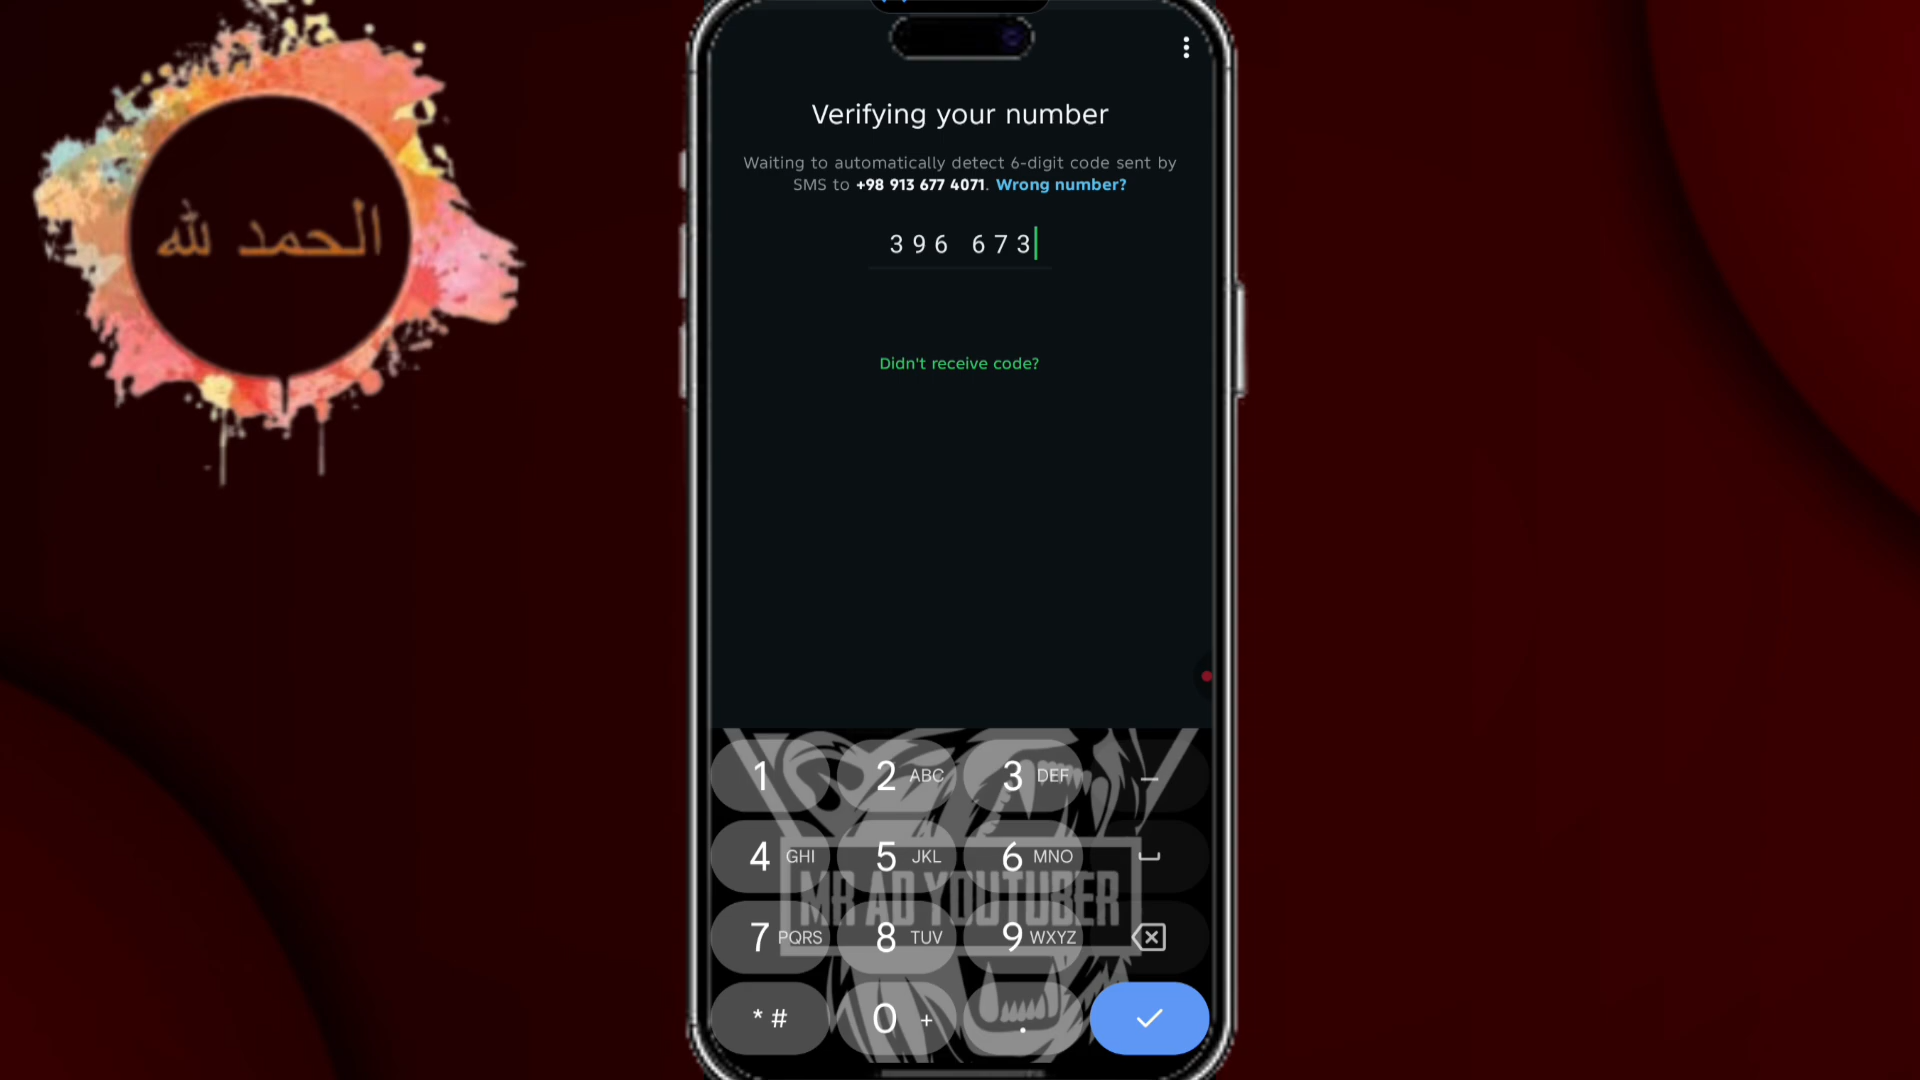 الحمد لله
Verifying your number
Waiting to automatically detect 6-digit code sent by
SMS to +98 913 677 4071. Wrong number?
396 673
Didn't receive code?
1 2 ABC 3 DEF –
4 GHI 5 JKL 6 MNO
MR AO YOUTUBER
7 PQRS 8 TUV 9 WXYZ
* # 0 + .